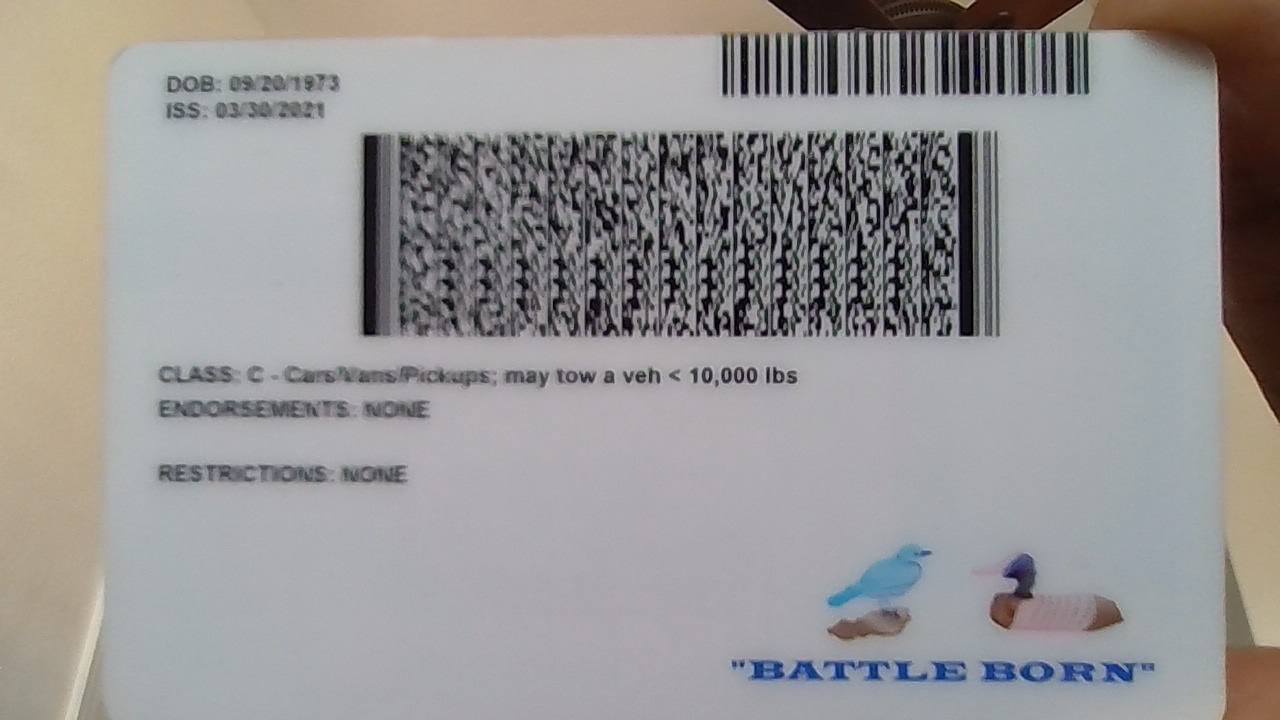 DOB: 09/20/1973
ISS: 03/30/2021
CLASS: C - Cars/Vans/Pickups; may tow a veh < 10,000 lbs
ENDORSEMENTS: NONE
RESTRICTIONS: NONE
"BATTLE BORN"